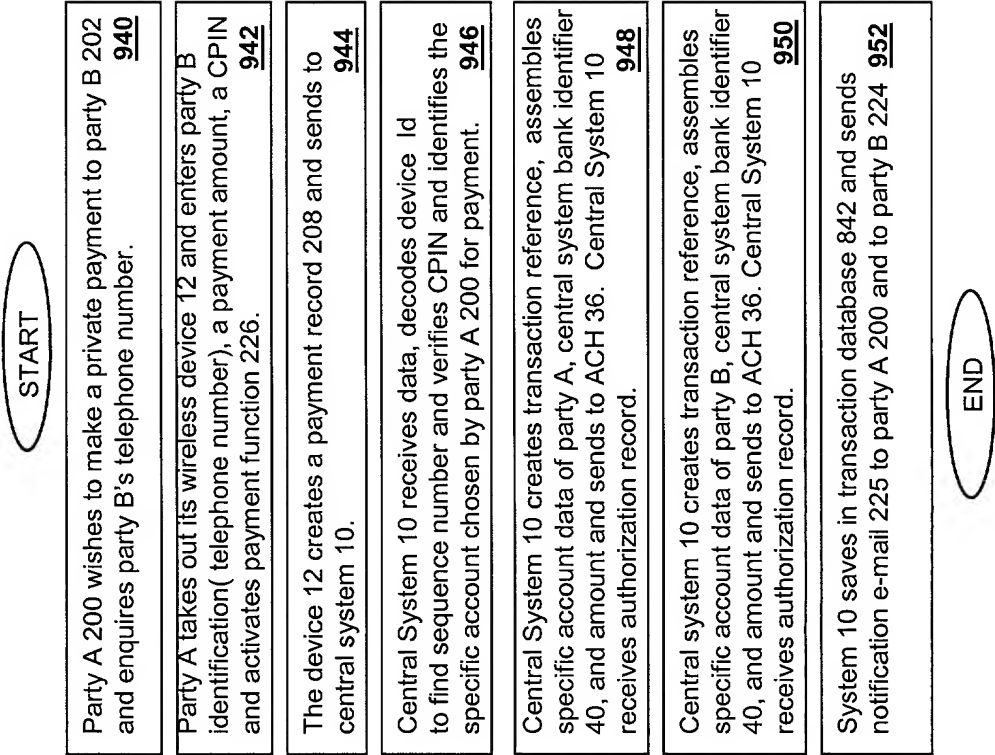 START
Party A 200 wishes to make a private payment to party B 202
and enquires party B's telephone number. 940
Party A takes out its wireless device 12 and enters party B
identification( telephone number), a payment amount, a CPIN
and activates payment function 226. 942
The device 12 creates a payment record 208 and sends to
central system 10. 944
Central System 10 receives data, decodes device Id
to find sequence number and verifies CPIN and identifies the
specific account chosen by party A 200 for payment. 946
Central System 10 creates transaction reference, assembles
specific account data of party A, central system bank identifier
40, and amount and sends to ACH 36. Central System 10
receives authorization record. 948
Central system 10 creates transaction reference, assembles
specific account data of party B, central system bank identifier
40, and amount and sends to ACH 36. Central System 10
receives authorization record. 950
System 10 saves in transaction database 842 and sends
notification e-mail 225 to party A 200 and to party B 224 952
END